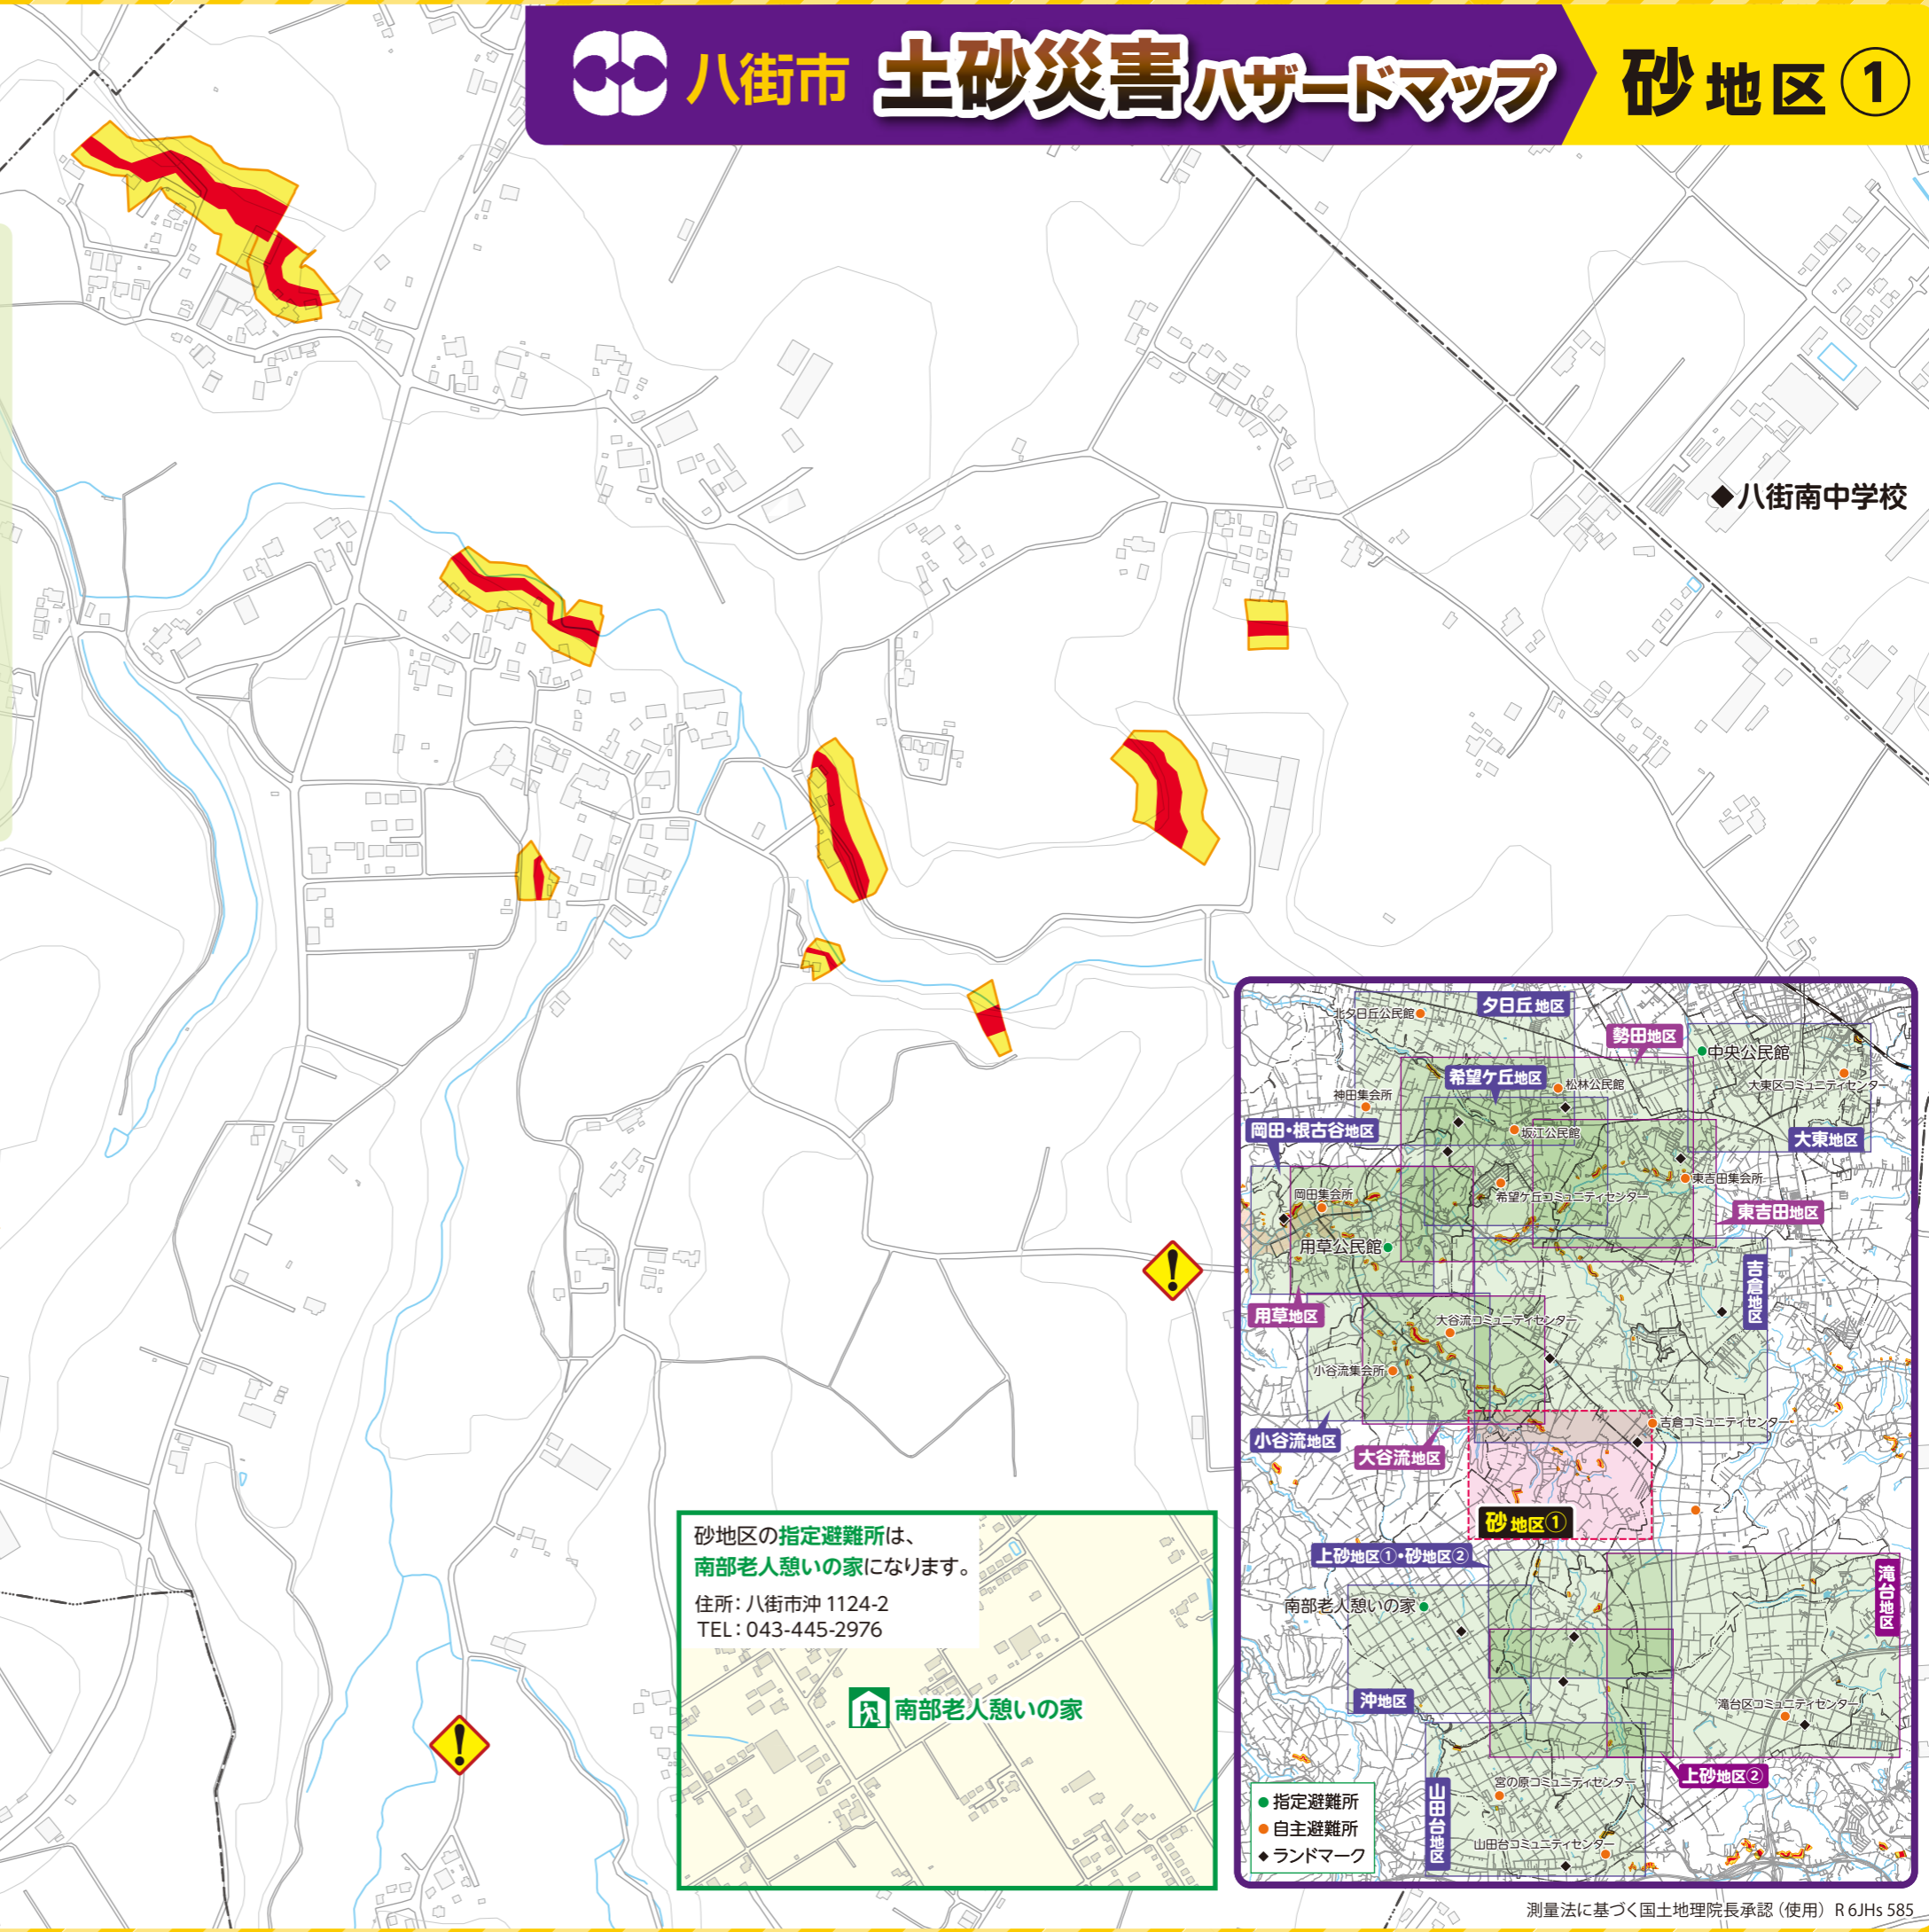 八街市 土砂災害ハザードマップ 砂地区①
◆八街南中学校
砂地区の指定避難所は、
南部老人憩いの家になります。
住所：八街市沖 1124-2
TEL：043-445-2976
南部老人憩いの家
夕日丘地区
北夕日丘公民館
勢田地区
中央公民館
希望ケ丘地区
松林公民館
大東区コミュニティセンター
神田集会所
岡田・根古谷地区
坂江公民館
大東地区
東吉田集会所
岡田集会所
希望ケ丘コミュニティセンター
東吉田地区
用草公民館
吉倉地区
用草地区
大谷流コミュニティセンター
小谷流集会所
吉倉コミュニティセンター
小谷流地区
大谷流地区
砂地区①
上砂地区①・砂地区②
滝台地区
南部老人憩いの家
沖地区
滝台区コミュニティセンター
上砂地区②
宮の原コミュニティセンター
山田台地区
山田台コミュニティセンター
指定避難所
自主避難所
ランドマーク
測量法に基づく国土地理院長承認（使用）R 6JHs 585